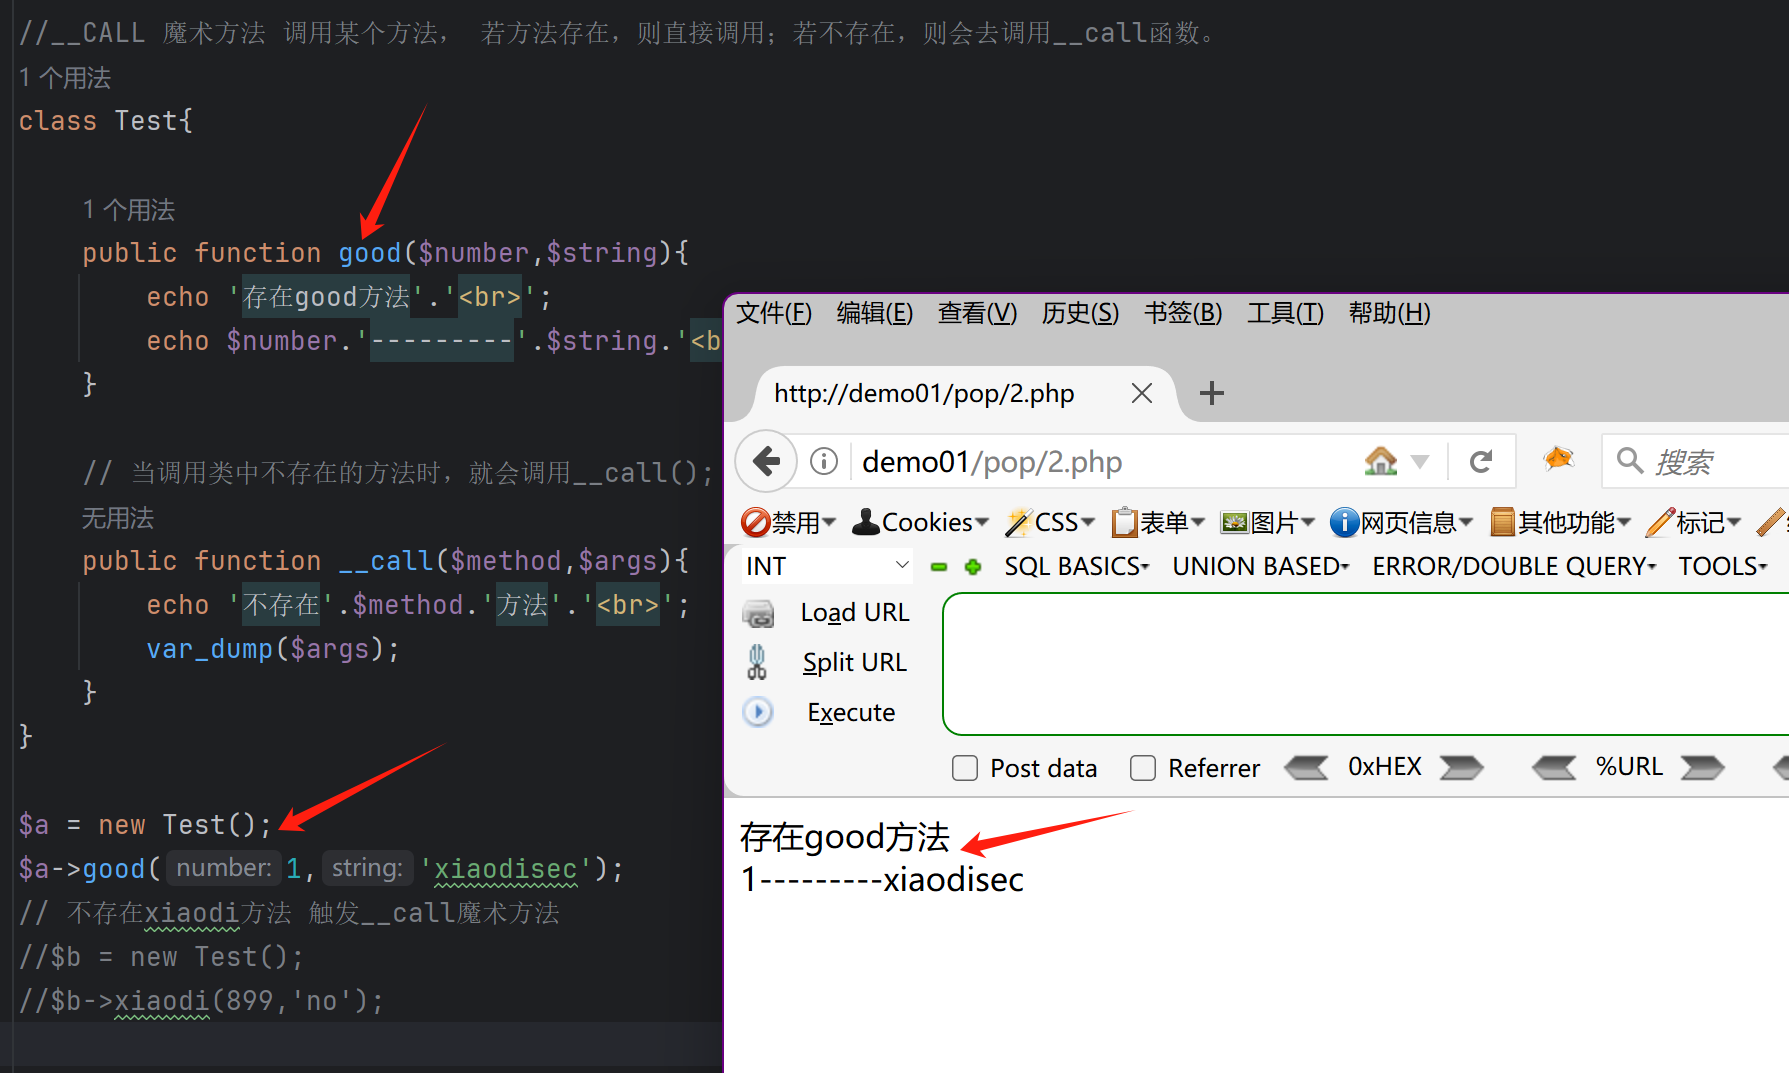 //__CALL 魔术方法 调用某个方法， 若方法存在，则直接调用；若不存在，则会去调用__call函数。
1 个用法
class Test{
1 个用法
public function good($number,$string){
echo '存在good方法'.'<br>';
echo $number.'---------'.$string.'<b
}
// 当调用类中不存在的方法时，就会调用__call();
无用法
public function __call($method,$args){
echo '不存在'.$method.'方法'.'<br>';
var_dump($args);
}
}
$a = new Test();
$a->good( number: 1, string: 'xiaodisec');
// 不存在xiaodi方法 触发__call魔术方法
//$b = new Test();
//$b->xiaodi(899,'no');
文件(F) 编辑(E) 查看(V) 历史(S) 书签(B) 工具(T) 帮助(H)
http://demo01/pop/2.php
demo01/pop/2.php
搜索
禁用 Cookies CSS 表单 图片 网页信息 其他功能 标记
INT SQL BASICS UNION BASED ERROR/DOUBLE QUERY TOOLS
Load URL
Split URL
Execute
Post data Referrer 0xHEX %URL
存在good方法
1---------xiaodisec